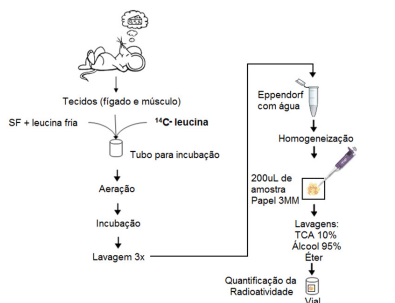 Tecidos (fígado e músculo)
SF + leucina fria
¹⁴C- leucina
Tubo para incubação
Aeração
Incubação
Lavagem 3x
Eppendorf
com água
Homogeneização
200uL de
amostra
Papel 3MM
Lavagens:
TCA 10%
Álcool 95%
Éter
Quantificação da
Radioatividade
Vial